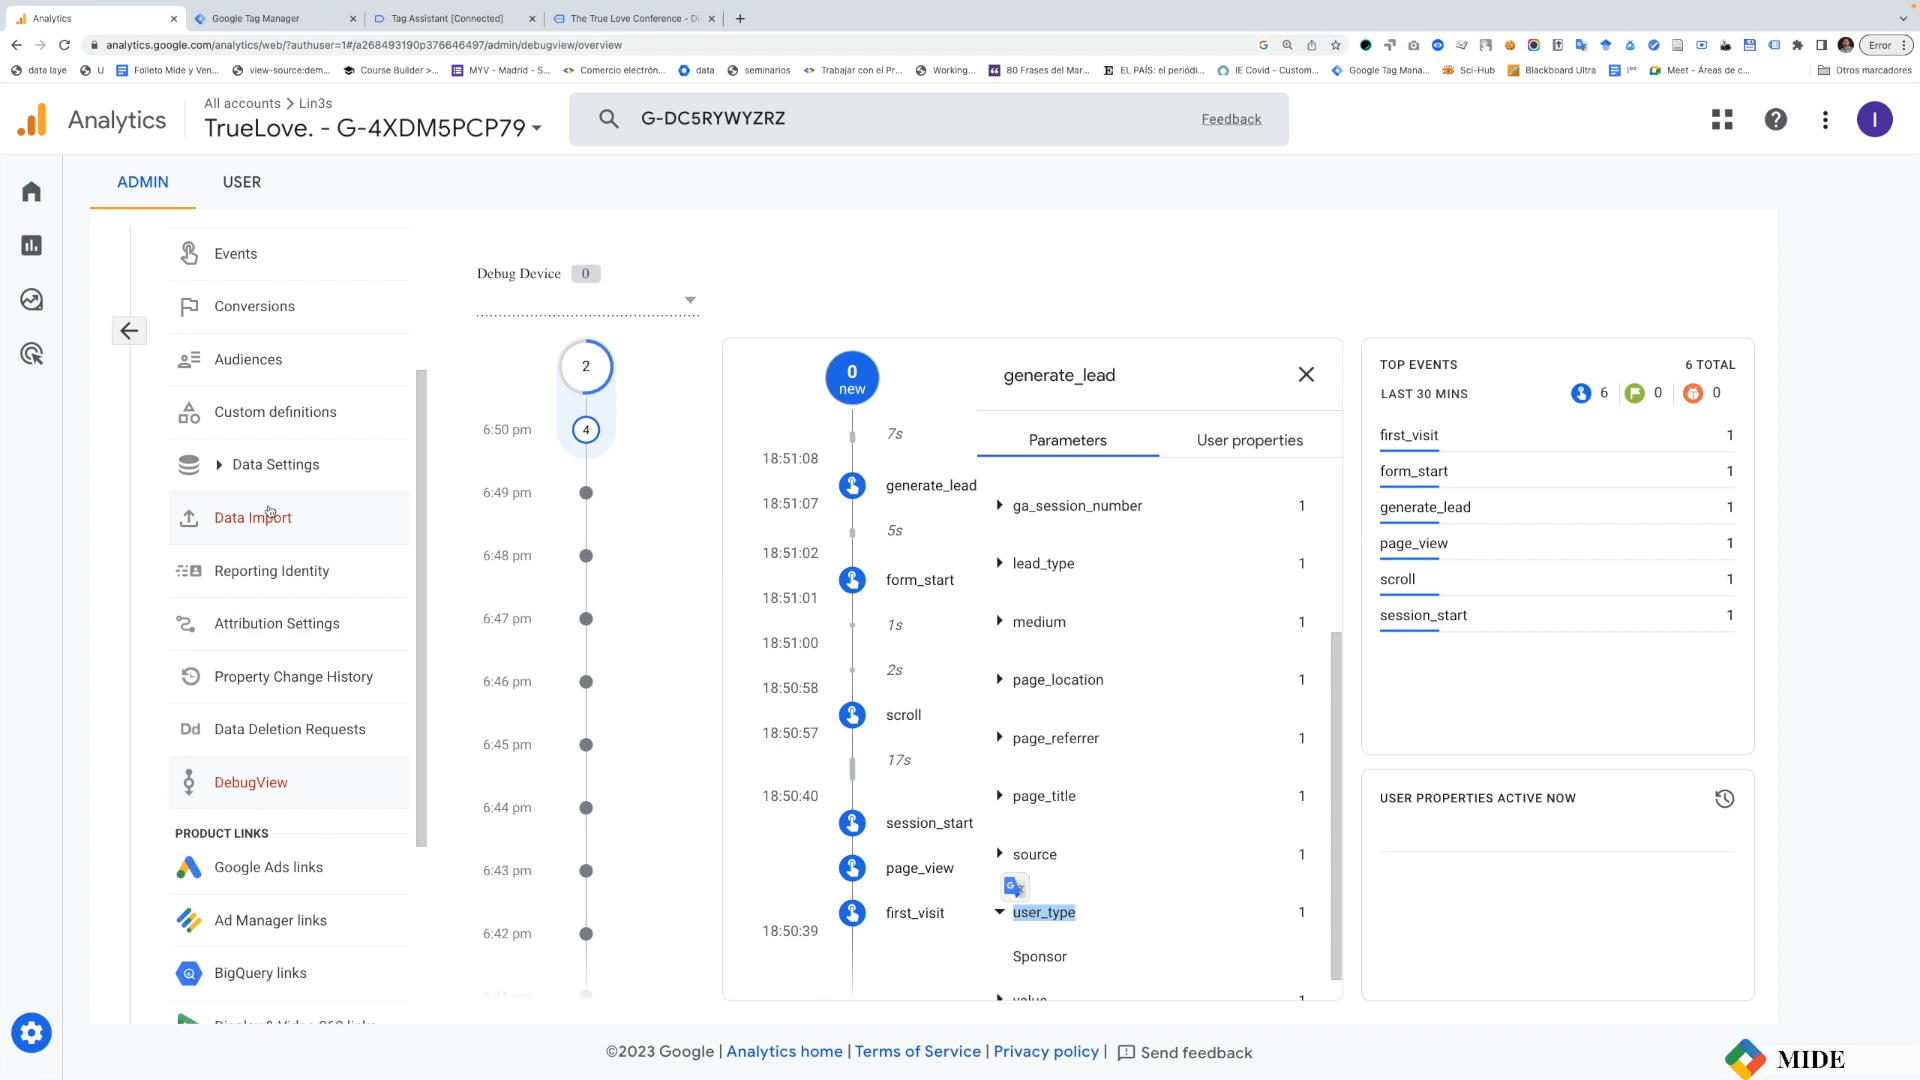 Analytics
Google Tag Manager
Tag Assistant [Connected]
The True Love Conference - Di
analytics.google.com/analytics/web/?authuser=1#/a268493190p376646497/admin/debugview/overview
Error
data laye
U
Folleto Mide y Ven...
view-source:dem...
Course Builder >...
MYV - Madrid - S...
Comercio electrón...
data
seminarios
Trabajar con el Pr...
Working...
80 Frases del Mar...
EL PAÍS: el periódi...
IE Covid - Custom...
Google Tag Mana...
Sci-Hub
Blackboard Ultra
Meet - Áreas de c...
Otros marcadores
Analytics
All accounts > Lin3s
TrueLove. - G-4XDM5PCP79
G-DC5RYWYZRZ
Feedback
I
ADMIN
USER
Events
Conversions
Audiences
Custom definitions
Data Settings
Data Import
Reporting Identity
Attribution Settings
Property Change History
Dd Data Deletion Requests
DebugView
PRODUCT LINKS
Google Ads links
Ad Manager links
BigQuery links
Display & Video 360 links
Debug Device 0
2
6:50 pm 4
6:49 pm
6:48 pm
6:47 pm
6:46 pm
6:45 pm
6:44 pm
6:43 pm
6:42 pm
6:41 pm
0
new
7s
18:51:08
generate_lead
18:51:07
5s
18:51:02
form_start
18:51:01
1s
18:51:00
2s
18:50:58
scroll
18:50:57
17s
18:50:40
session_start
page_view
first_visit
18:50:39
generate_lead
Parameters
User properties
ga_session_number 1
lead_type 1
medium 1
page_location 1
page_referrer 1
page_title 1
source 1
user_type 1
Sponsor
value 1
TOP EVENTS 6 TOTAL
LAST 30 MINS 6 0 0
first_visit 1
form_start 1
generate_lead 1
page_view 1
scroll 1
session_start 1
USER PROPERTIES ACTIVE NOW
©2023 Google | Analytics home | Terms of Service | Privacy policy | Send feedback
MIDE